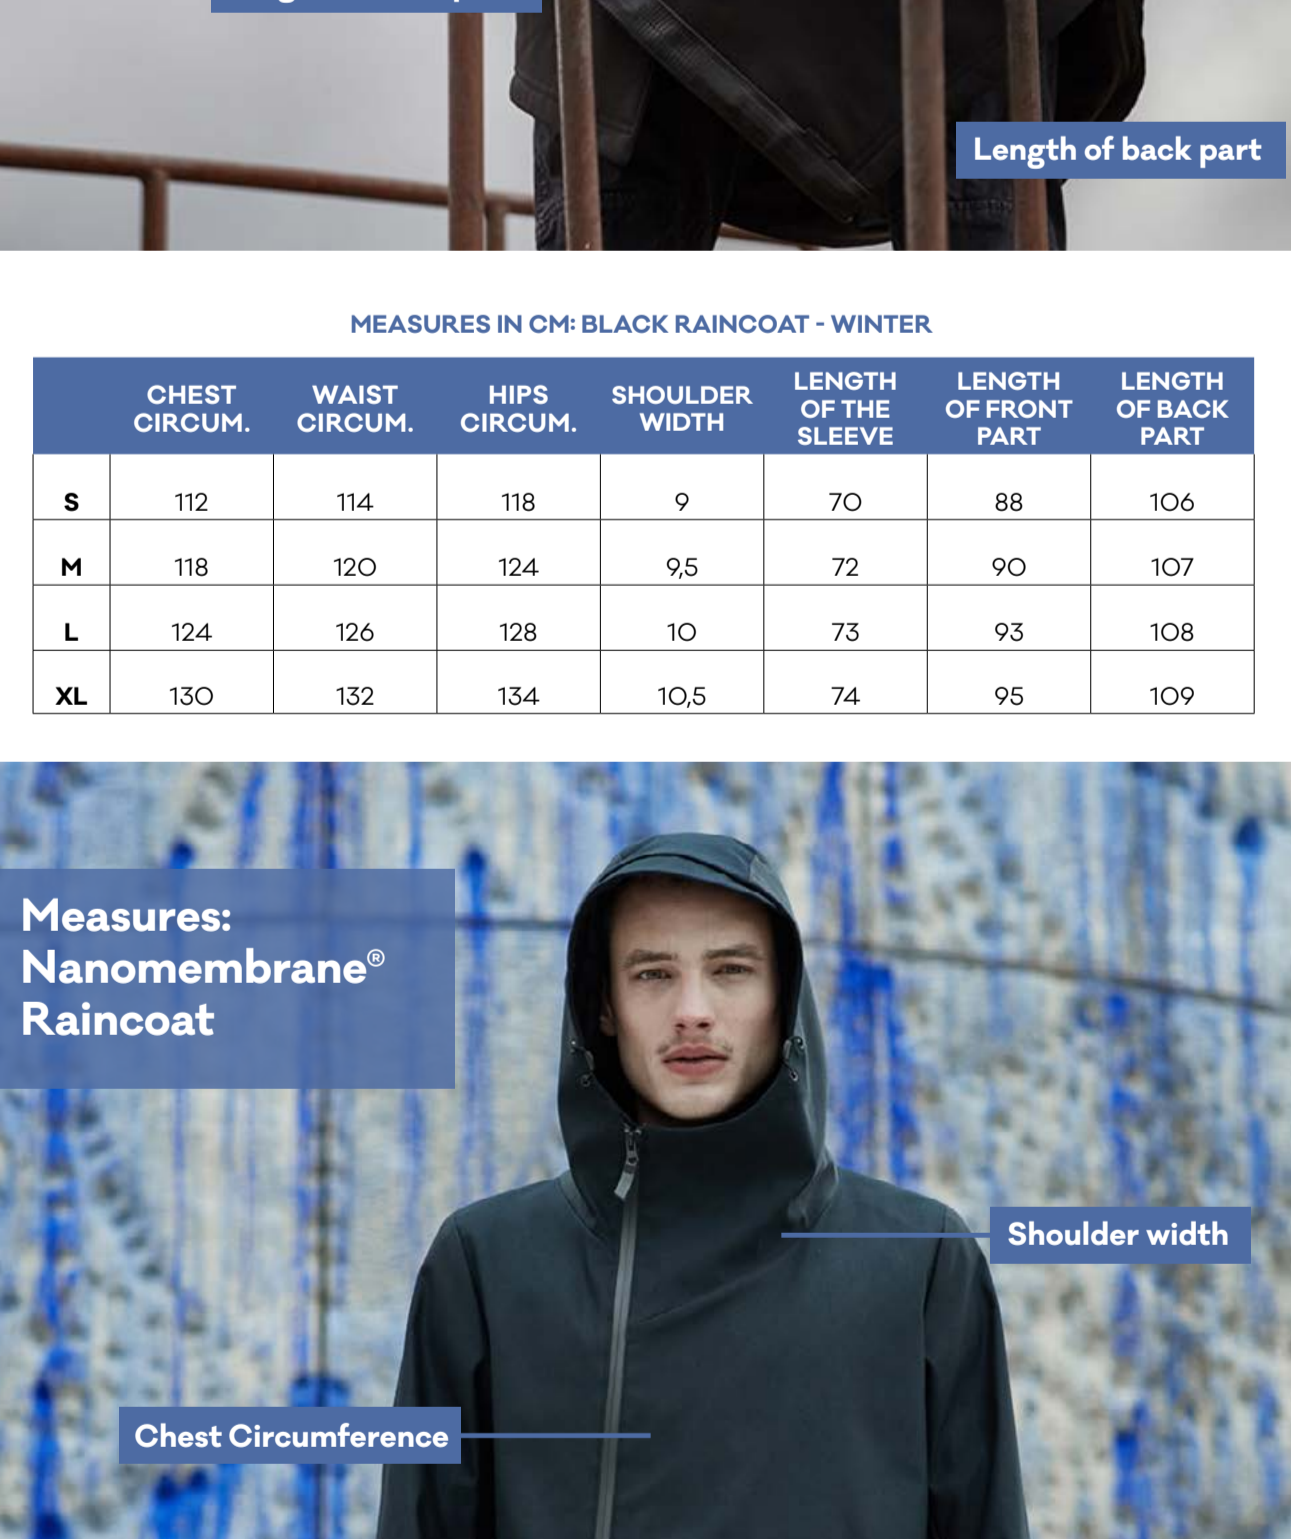 Length of back part
MEASURES IN CM: BLACK RAINCOAT - WINTER
CHEST CIRCUM. WAIST CIRCUM. HIPS CIRCUM. SHOULDER WIDTH LENGTH OF THE SLEEVE LENGTH OF FRONT PART LENGTH OF BACK PART
S 112 114 118 9 70 88 106
M 118 120 124 9,5 72 90 107
L 124 126 128 10 73 93 108
XL 130 132 134 10,5 74 95 109
Measures:
Nanomembrane®
Raincoat
Shoulder width
Chest Circumference